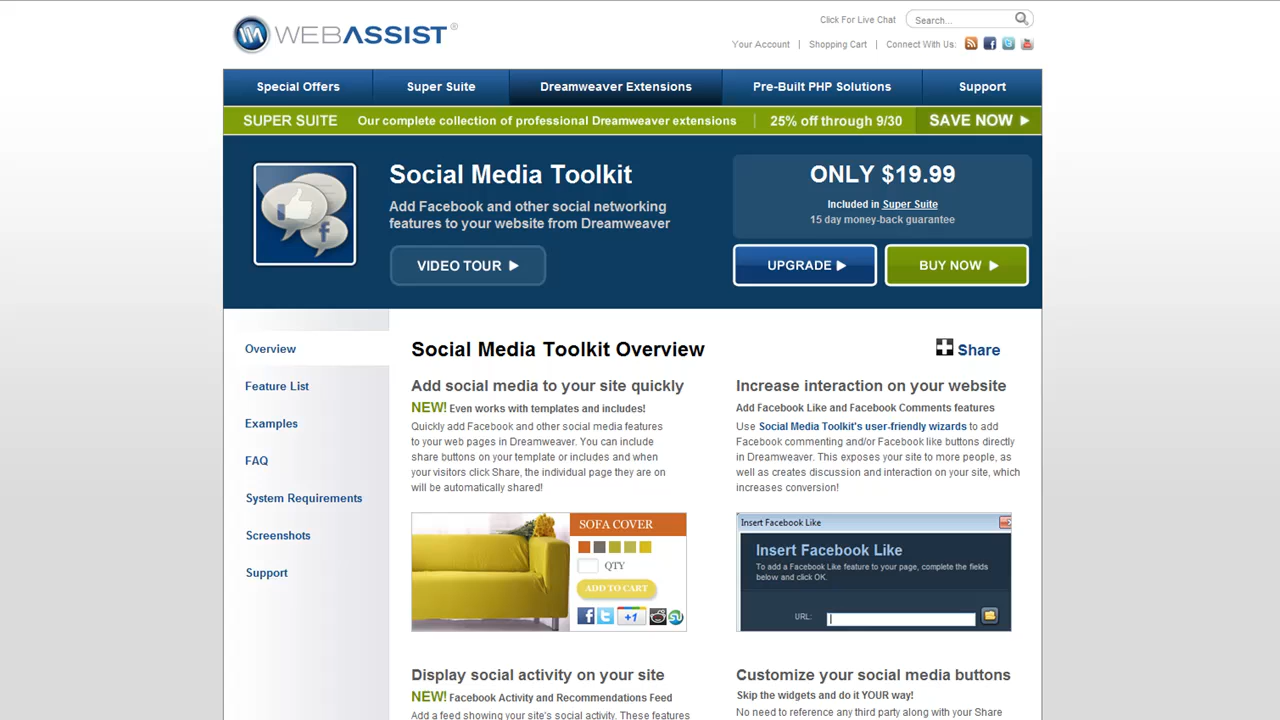 WEBASSIST®
Click For Live Chat
Search...
Your Account | Shopping Cart | Connect With Us:
Special Offers
Super Suite
Dreamweaver Extensions
Pre-Built PHP Solutions
Support
SUPER SUITE Our complete collection of professional Dreamweaver extensions | 25% off through 9/30 SAVE NOW
Social Media Toolkit
Add Facebook and other social networking
features to your website from Dreamweaver
VIDEO TOUR
ONLY $19.99
Included in Super Suite
15 day money-back guarantee
UPGRADE
BUY NOW
Overview
Feature List
Examples
FAQ
System Requirements
Screenshots
Support
Social Media Toolkit Overview
Share
Add social media to your site quickly
NEW! Even works with templates and includes!
Quickly add Facebook and other social media features
to your web pages in Dreamweaver. You can include
share buttons on your template or includes and when
your visitors click Share, the individual page they are on
will be automatically shared!
SOFA COVER
QTY
ADD TO CART
+1
Display social activity on your site
NEW! Facebook Activity and Recommendations Feed
Add a feed showing your site's social activity. These features
Increase interaction on your website
Add Facebook Like and Facebook Comments features
Use Social Media Toolkit's user-friendly wizards to add
Facebook commenting and/or Facebook like buttons directly
in Dreamweaver. This exposes your site to more people, as
well as creates discussion and interaction on your site, which
increases conversion!
Insert Facebook Like
Insert Facebook Like
To add a Facebook Like feature to your page, complete the fields
below and click OK.
URL:
Customize your social media buttons
Skip the widgets and do it YOUR way!
No need to reference any third party along with your Share